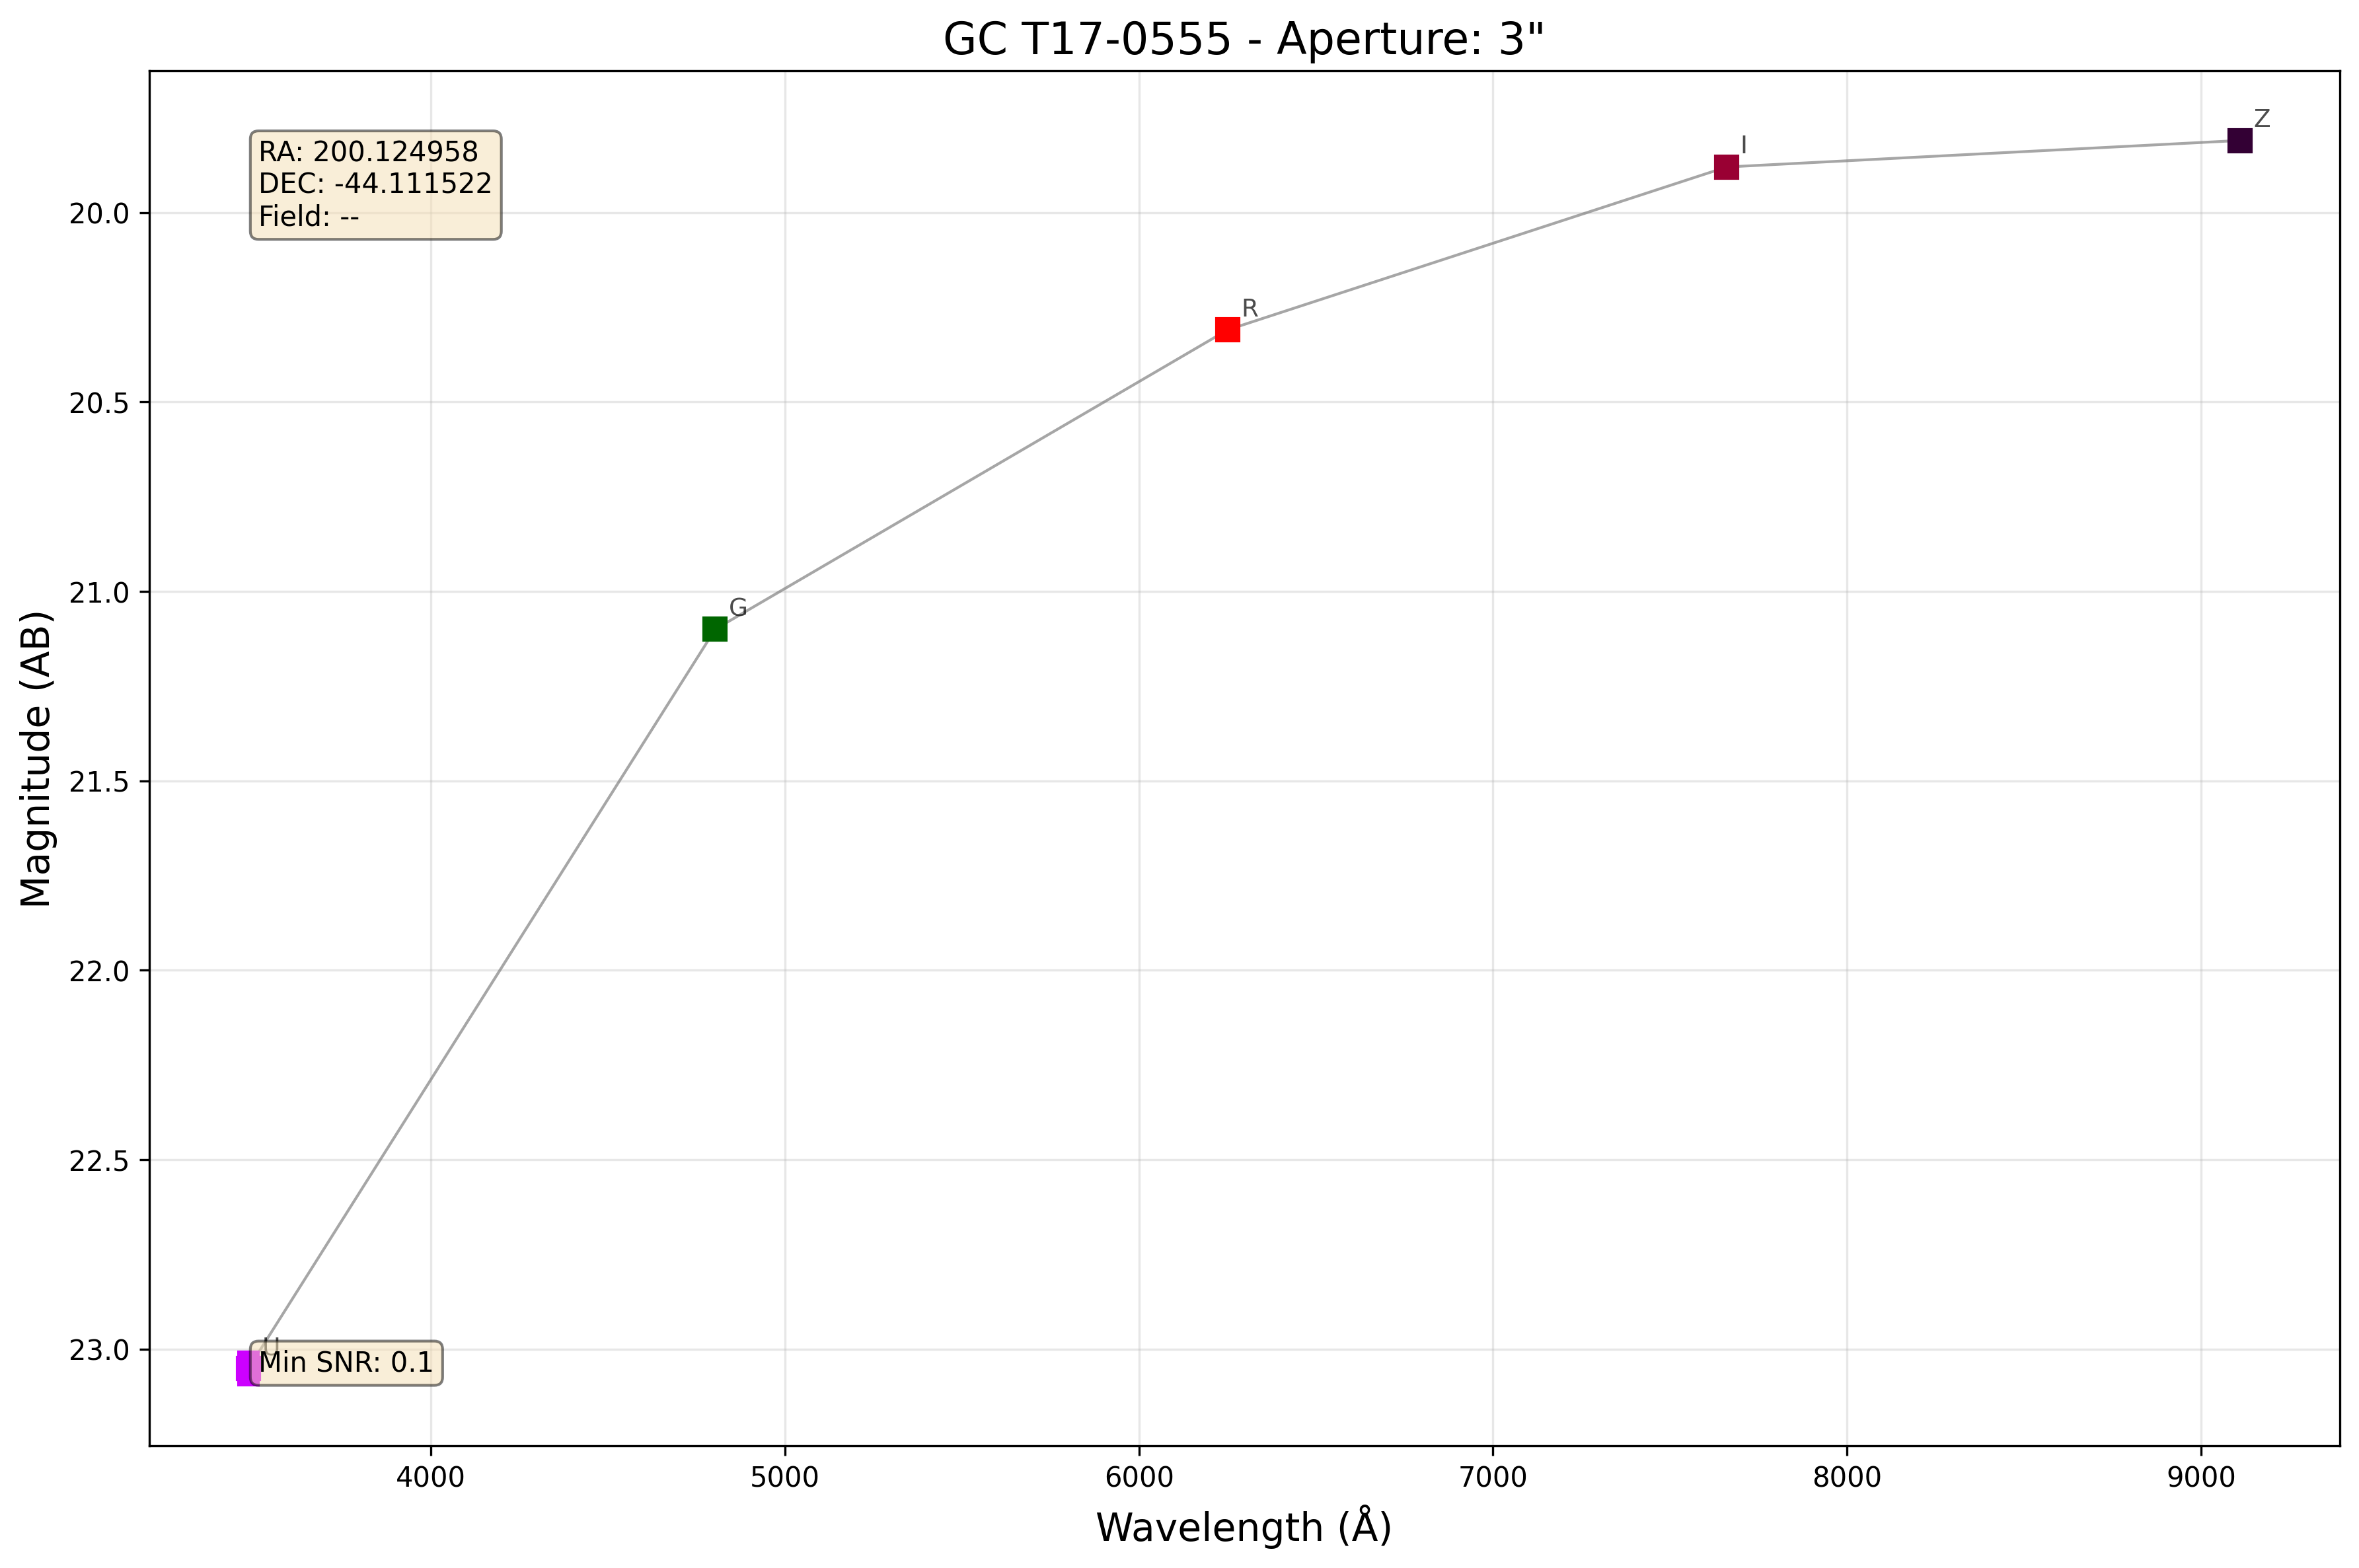 GC T17-0555 - Aperture: 3"
RA: 200.124958
DEC: -44.111522
Field: --
Z
I
R
G
U
Min SNR: 0.1
Magnitude (AB)
20.0
20.5
21.0
21.5
22.0
22.5
23.0
4000 5000 6000 7000 8000 9000
Wavelength (Å)